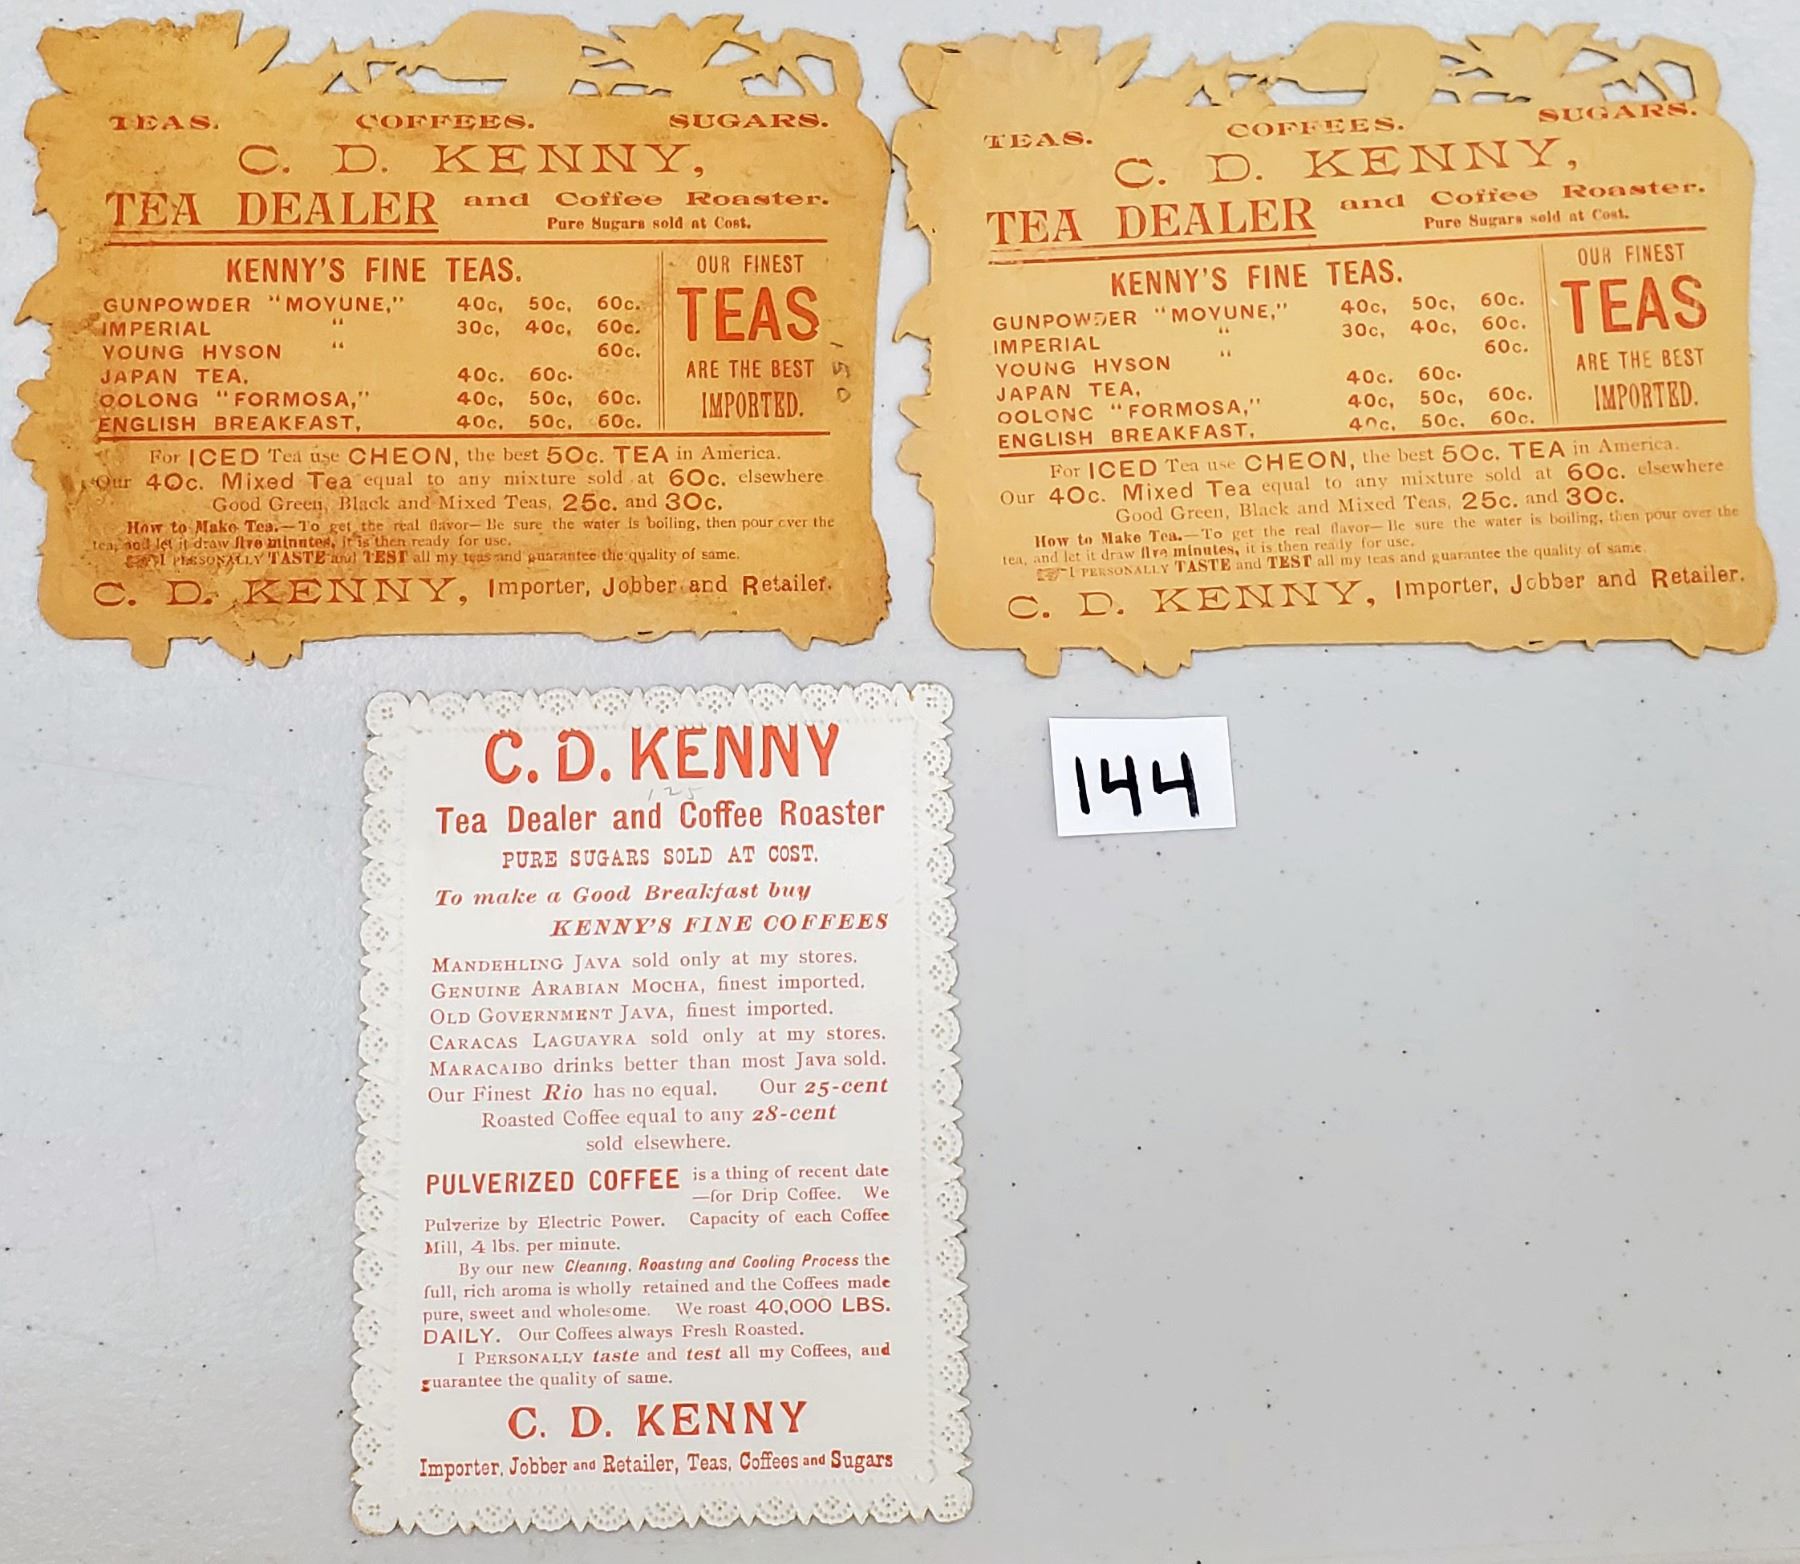 TEAS. COFFEES. SUGARS.
C. D. KENNY,
TEA DEALER and Coffee Roaster.
Pure Sugars sold at Cost.
KENNY'S FINE TEAS.
GUNPOWDER "MOYUNE," 40c, 50c, 60c.
IMPERIAL " 30c, 40c, 60c.
YOUNG HYSON " 60c.
JAPAN TEA, 40c. 60c.
OOLONG "FORMOSA," 40c, 50c, 60c.
ENGLISH BREAKFAST, 40c, 50c, 60c.
OUR FINEST
TEAS
ARE THE BEST
IMPORTED.
150
For ICED Tea use CHEON, the best 50c. TEA in America.
Our 40c. Mixed Tea equal to any mixture sold at 60c. elsewhere
Good Green, Black and Mixed Teas, 25c. and 30c.
How to Make Tea.—To get the real flavor—Be sure the water is boiling, then pour over the
tea, and let it draw five minutes, it is then ready for use.
☞I PERSONALLY TASTE and TEST all my teas and guarantee the quality of same.
C. D. KENNY, Importer, Jobber and Retailer.
TEAS. COFFEES. SUGARS.
C. D. KENNY,
TEA DEALER and Coffee Roaster.
Pure Sugars sold at Cost.
KENNY'S FINE TEAS.
GUNPOWDER "MOYUNE," 40c, 50c, 60c.
IMPERIAL " 30c, 40c, 60c.
YOUNG HYSON " 60c.
JAPAN TEA, 40c. 60c.
OOLONG "FORMOSA," 40c, 50c, 60c.
ENGLISH BREAKFAST, 40c, 50c. 60c.
OUR FINEST
TEAS
ARE THE BEST
IMPORTED.
For ICED Tea use CHEON, the best 50c. TEA in America.
Our 40c. Mixed Tea equal to any mixture sold at 60c. elsewhere
Good Green, Black and Mixed Teas, 25c. and 30c.
How to Make Tea.—To get the real flavor—Be sure the water is boiling, then pour over the
tea, and let it draw five minutes, it is then ready for use.
☞I PERSONALLY TASTE and TEST all my teas and guarantee the quality of same.
C. D. KENNY, Importer, Jobber and Retailer.
C. D. KENNY
125
Tea Dealer and Coffee Roaster
PURE SUGARS SOLD AT COST.
To make a Good Breakfast buy
KENNY'S FINE COFFEES
MANDEHLING JAVA sold only at my stores.
GENUINE ARABIAN MOCHA, finest imported.
OLD GOVERNMENT JAVA, finest imported.
CARACAS LAGUAYRA sold only at my stores.
MARACAIBO drinks better than most Java sold.
Our Finest Rio has no equal. Our 25-cent
Roasted Coffee equal to any 28-cent
sold elsewhere.
PULVERIZED COFFEE is a thing of recent date
—for Drip Coffee. We
Pulverize by Electric Power. Capacity of each Coffee
Mill, 4 lbs. per minute.
By our new Cleaning, Roasting and Cooling Process the
full, rich aroma is wholly retained and the Coffees made
pure, sweet and wholesome. We roast 40,000 LBS.
DAILY. Our Coffees always Fresh Roasted.
I PERSONALLY taste and test all my Coffees, and
guarantee the quality of same.
C. D. KENNY
Importer, Jobber and Retailer, Teas, Coffees and Sugars
144